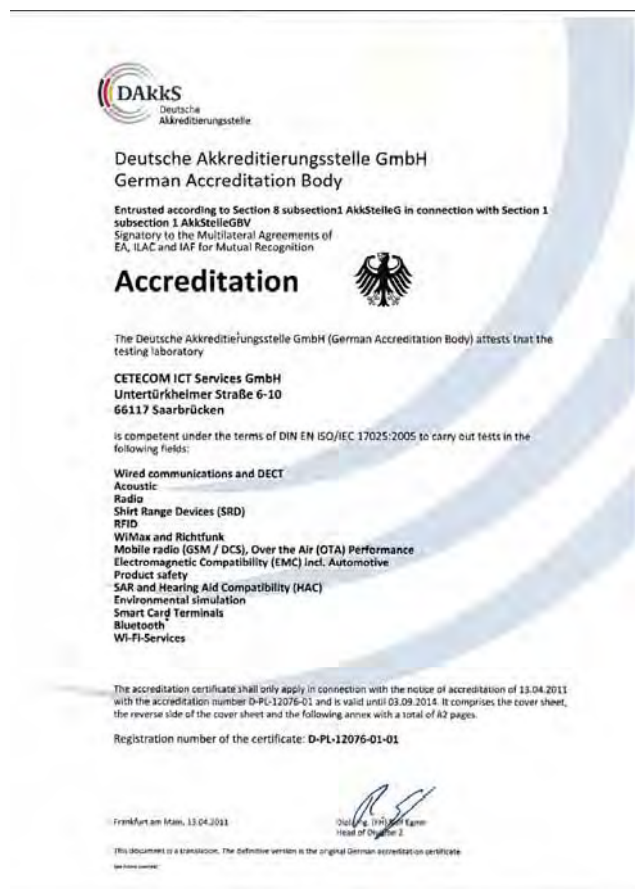 DAkkS
Deutsche
Akkreditierungsstelle
Deutsche Akkreditierungsstelle GmbH
German Accreditation Body
Entrusted according to Section 8 subsection1 AkkStelleG in connection with Section 1
subsection 1 AkkStelleGBV
Signatory to the Multilateral Agreements of
EA, ILAC and IAF for Mutual Recognition
Accreditation
The Deutsche Akkreditierungsstelle GmbH (German Accreditation Body) attests that the
testing laboratory
CETECOM ICT Services GmbH
Untertürkheimer Straße 6-10
66117 Saarbrücken
is competent under the terms of DIN EN ISO/IEC 17025:2005 to carry out tests in the
following fields:
Wired communications and DECT
Acoustic
Radio
Shirt Range Devices (SRD)
RFID
WiMax and Richtfunk
Mobile radio (GSM / DCS), Over the Air (OTA) Performance
Electromagnetic Compatibility (EMC) incl. Automotive
Product safety
SAR and Hearing Aid Compatibility (HAC)
Environmental simulation
Smart Card Terminals
Bluetooth
Wi-Fi-Services
The accreditation certificate shall only apply in connection with the notice of accreditation of 13.04.2011
with the accreditation number D-PL-12076-01 and is valid until 03.09.2014. It comprises the cover sheet,
the reverse side of the cover sheet and the following annex with a total of 82 pages.
Registration number of the certificate: D-PL-12076-01-01
Frankfurt am Main, 13.04.2011
Egner
Head of Division 2
This document is a translation. The definitive version is the original German accreditation certificate.